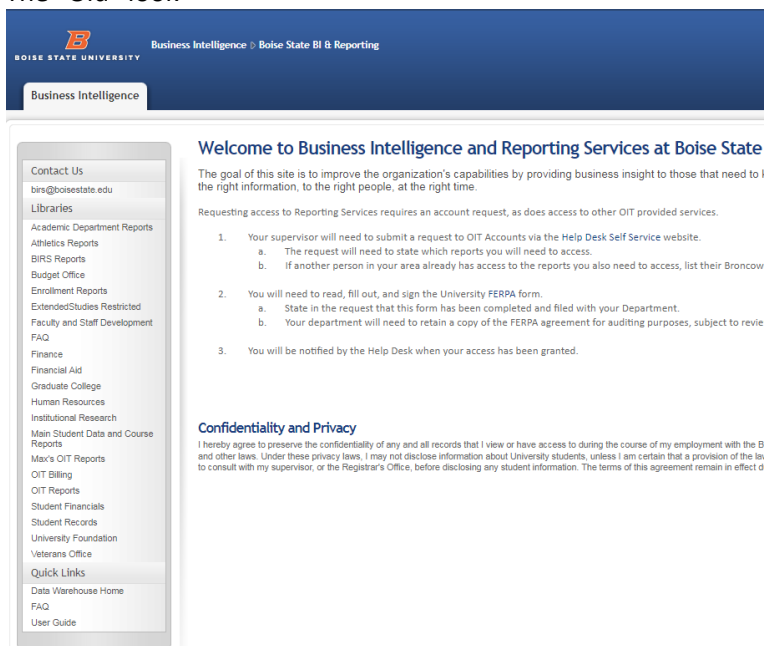 BOISE STATE UNIVERSITY
Business Intelligence ▷ Boise State BI & Reporting
Business Intelligence
Contact Us
birs@boisestate.edu
Libraries
Academic Department Reports
Athletics Reports
BIRS Reports
Budget Office
Enrollment Reports
ExtendedStudies Restricted
Faculty and Staff Development
FAQ
Finance
Financial Aid
Graduate College
Human Resources
Institutional Research
Main Student Data and Course
Reports
Max's OIT Reports
OIT Billing
OIT Reports
Student Financials
Student Records
University Foundation
Veterans Office
Quick Links
Data Warehouse Home
FAQ
User Guide
Welcome to Business Intelligence and Reporting Services at Boise State
The goal of this site is to improve the organization's capabilities by providing business insight to those that need to
the right information, to the right people, at the right time.
Requesting access to Reporting Services requires an account request, as does access to other OIT provided services.
1. Your supervisor will need to submit a request to OIT Accounts via the Help Desk Self Service website.
a. The request will need to state which reports you will need to access.
b. If another person in your area already has access to the reports you also need to access, list their Broncow
2. You will need to read, fill out, and sign the University FERPA form.
a. State in the request that this form has been completed and filed with your Department.
b. Your department will need to retain a copy of the FERPA agreement for auditing purposes, subject to revie
3. You will be notified by the Help Desk when your access has been granted.
Confidentiality and Privacy
I hereby agree to preserve the confidentiality of any and all records that I view or have access to during the course of my employment with the B
and other laws. Under these privacy laws, I may not disclose information about University students, unless I am certain that a provision of the la
to consult with my supervisor, or the Registrar's Office, before disclosing any student information. The terms of this agreement remain in effect d